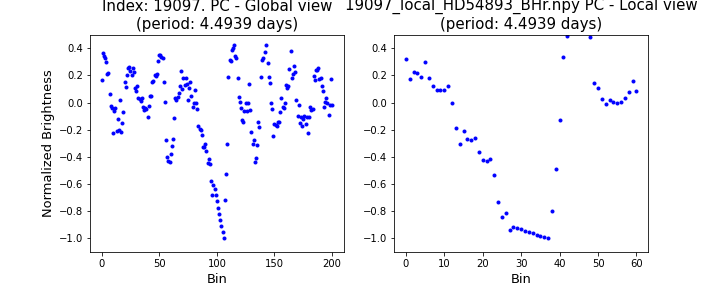 Index: 19097. PC - Global view
(period: 4.4939 days)
19097_local_HD54893_BHr.npy PC - Local view
(period: 4.4939 days)
Normalized Brightness
0.4
0.2
0.0
−0.2
−0.4
−0.6
−0.8
−1.0
0 50 100 150 200
Bin
0.4
0.2
0.0
−0.2
−0.4
−0.6
−0.8
−1.0
0 10 20 30 40 50 60
Bin